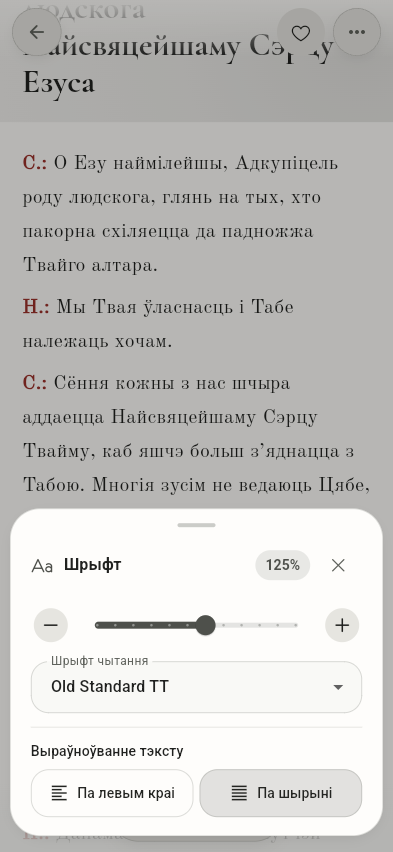 людскога
Найсвяцейшаму Сэрцу
Езуса
С.: О Езу наймілейшы, Адкупіцель
роду людскога, глянь на тых, хто
пакорна схіляецца да падножжа
Твайго алтара.
Н.: Мы Твая ўласнасць і Табе
належаць хочам.
С.: Сёння кожны з нас шчыра
аддаецца Найсвяцейшаму Сэрцу
Твайму, каб яшчэ больш з’яднацца з
Табою. Многія зусім не ведаюць Цябе,
Аа Шрыфт 125%
Шрыфт чытання
Old Standard TT
Выраўноўванне тэксту
Па левым краі Па шырыні